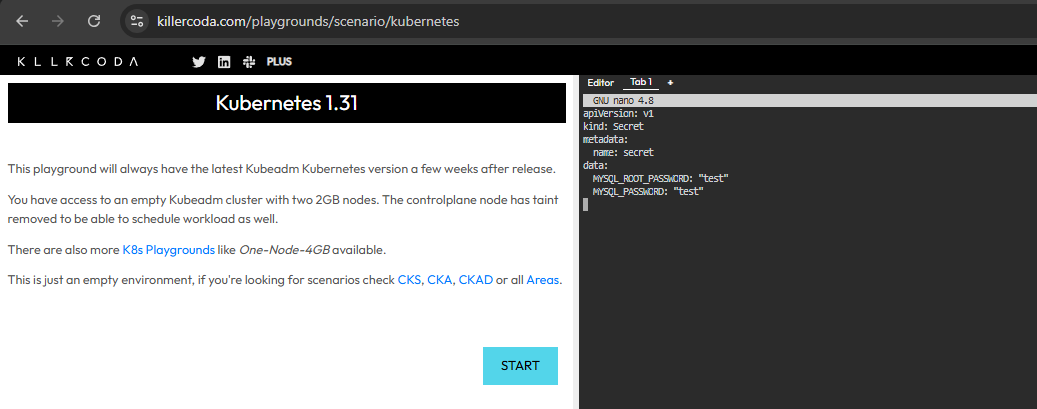 killercoda.com/playgrounds/scenario/kubernetes
KLLRCODA
PLUS
Kubernetes 1.31
This playground will always have the latest Kubeadm Kubernetes version a few weeks after release.
You have access to an empty Kubeadm cluster with two 2GB nodes. The controlplane node has taint
removed to be able to schedule workload as well.
There are also more K8s Playgrounds like One-Node-4GB available.
This is just an empty environment, if you're looking for scenarios check CKS, CKA, CKAD or all Areas.
START
Editor Tab 1 +
GNU nano 4.8
apiVersion: v1
kind: Secret
metadata:
  name: secret
data:
  MYSQL_ROOT_PASSWORD: "test"
  MYSQL_PASSWORD: "test"